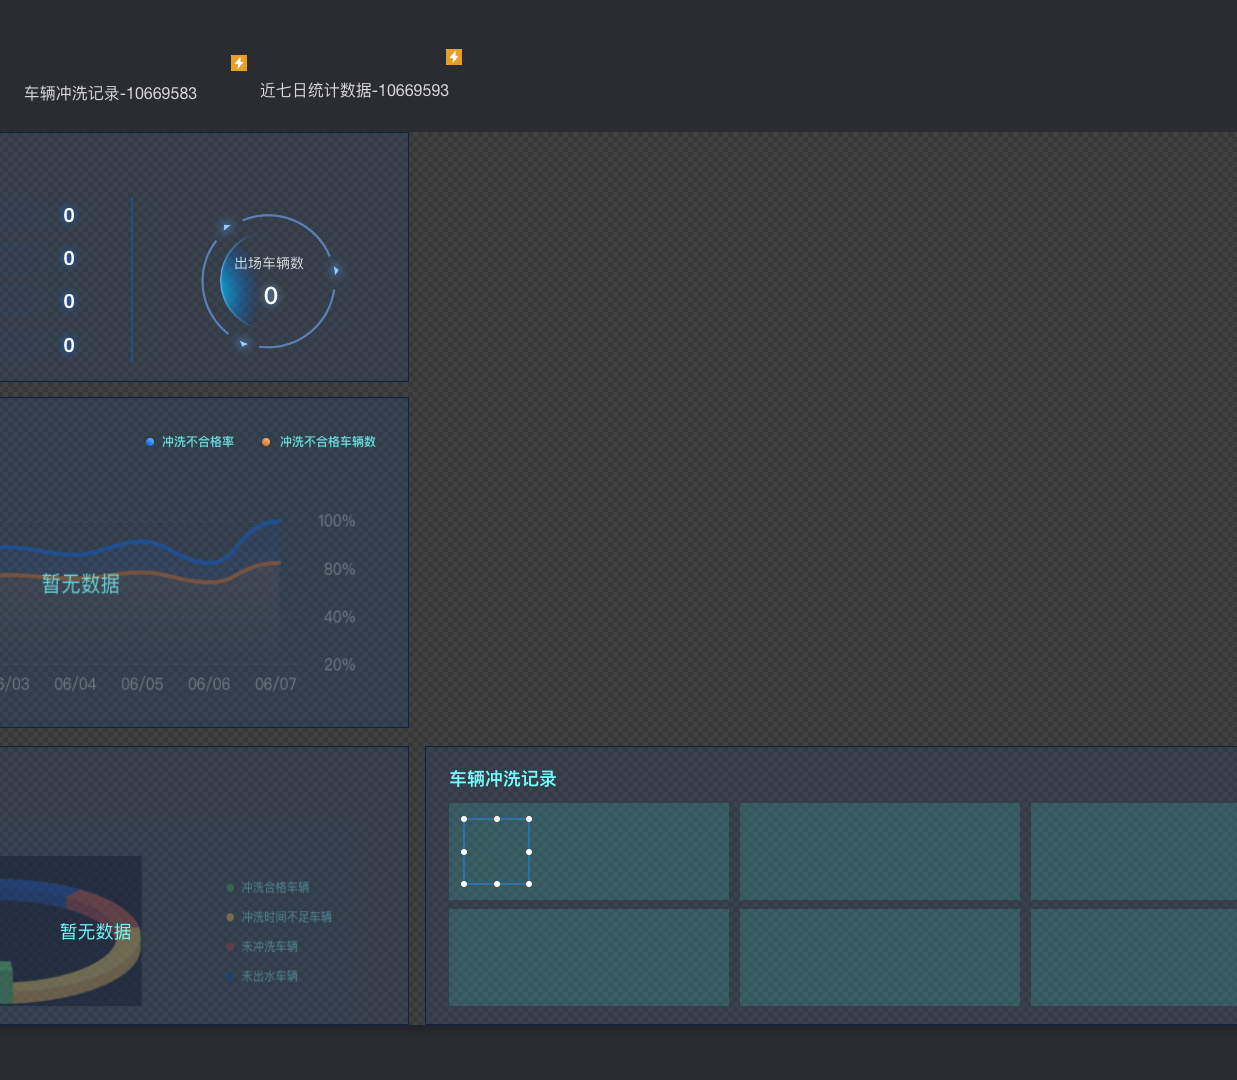 车辆冲洗记录-10669583
近七日统计数据-10669593
0
0
0
0
出场车辆数
0
冲洗不合格率
冲洗不合格车辆数
100%
80%
40%
20%
暂无数据
6/03
06/04
06/05
06/06
06/07
冲洗合格车辆
冲洗时间不足车辆
未冲洗车辆
未出水车辆
暂无数据
车辆冲洗记录